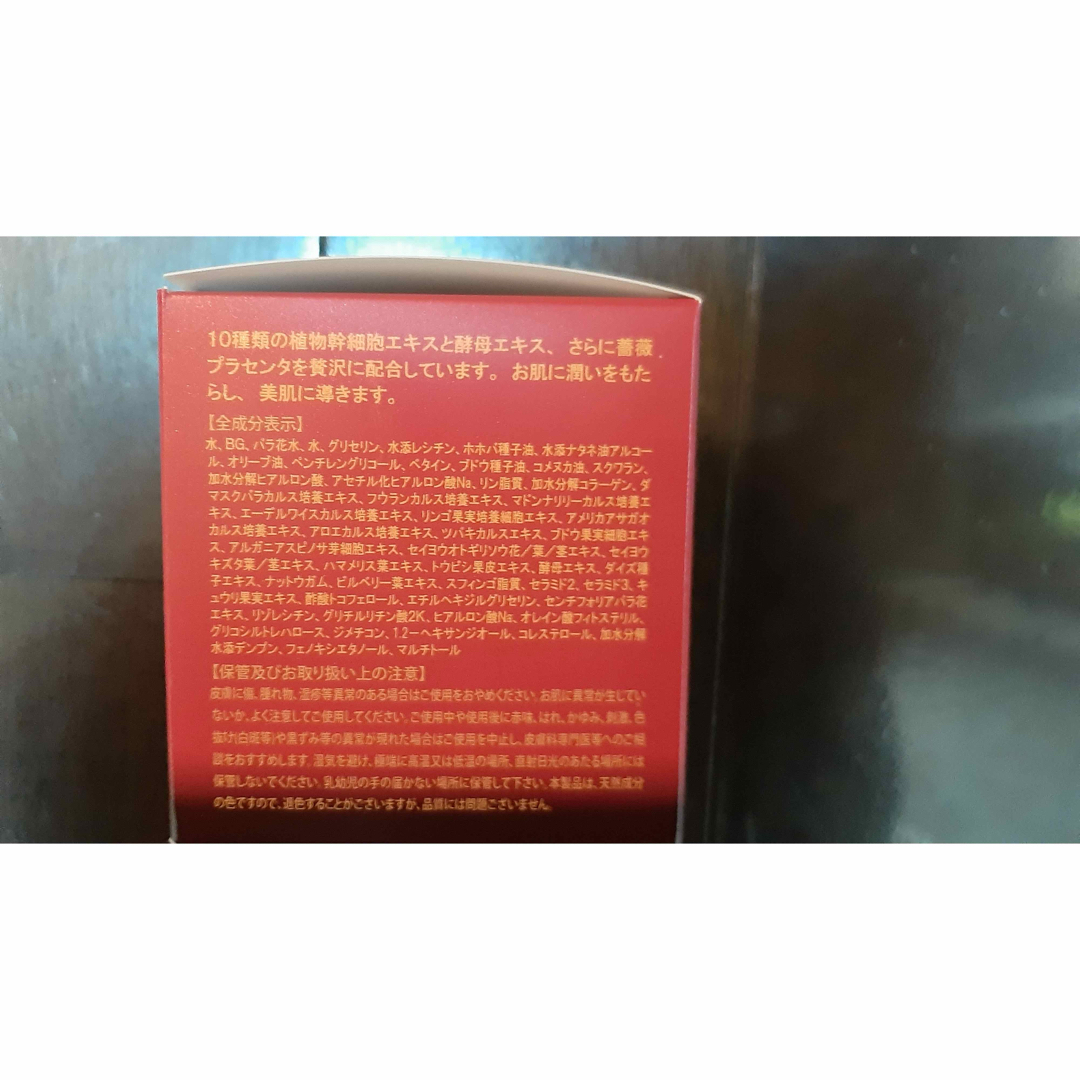 10種類の植物幹細胞エキスと酵母エキス、さらに薔薇
プラセンタを贅沢に配合しています。お肌に潤いをもた
らし、美肌に導きます。
【全成分表示】
水、BG、バラ花水、水、グリセリン、水添レシチン、ホホバ種子油、水添ナタネ油アルコー
ル、オリーブ油、ペンチレングリコール、ベタイン、ブドウ種子油、コメヌカ油、スクワラン、
加水分解ヒアルロン酸、アセチル化ヒアルロン酸Na、リン脂質、加水分解コラーゲン、ダ
マスクバラカルス培養エキス、フウランカルス培養エキス、マドンナリリーカルス培養エ
キス、エーデルワイスカルス培養エキス、リンゴ果実培養細胞エキス、アメリカアサガオ
カルス培養エキス、アロエカルス培養エキス、ツバキカルスエキス、ブドウ果実細胞エキ
ス、アルガニアスピノサ芽細胞エキス、セイヨウオトギリソウ花／葉／茎エキス、セイヨウ
キズタ葉／茎エキス、ハマメリス葉エキス、トウビシ果皮エキス、酵母エキス、ダイズ種
子エキス、ナットウガム、ビルベリー葉エキス、スフィンゴ脂質、セラミド2、セラミド3、キ
ュウリ果実エキス、酢酸トコフェロール、エチルヘキシルグリセリン、センチフォリアバラ花
エキス、リゾレシチン、グリチルリチン酸2K、ヒアルロン酸Na、オレイン酸フィトステリル、
グリコシルトレハロース、ジメチコン、1.2－ヘキサンジオール、コレステロール、加水分解
水添デンプン、フェノキシエタノール、マルチトール
【保管及びお取り扱い上の注意】
皮膚に傷、腫れ物、湿疹等異常のある場合はご使用をおやめください。お肌に異常が生じてい
ないか、よく注意してご使用してください。ご使用中や使用後に赤味、はれ、かゆみ、刺激、色
抜け(白斑等)や黒ずみ等の異常が現れた場合はご使用を中止し、皮膚科専門医等へのご相
談をおすすめします。湿気を避け、極端に高温又は低温の場所、直射日光のあたる場所には
保管しないでください。乳幼児の手の届かない場所に保管して下さい。本製品は、天然成分
の色ですので、退色することがございますが、品質には問題ございません。